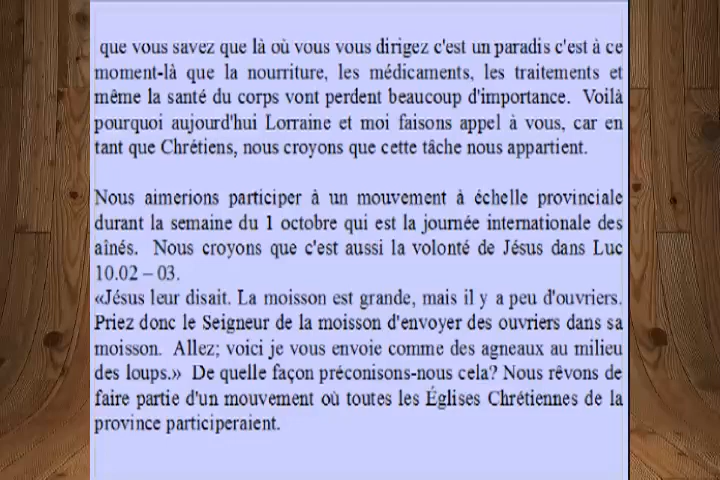 que vous savez que là où vous vous dirigez c'est un paradis c'est à ce
moment-là que la nourriture, les médicaments, les traitements et
même la santé du corps vont perdent beaucoup d'importance. Voilà
pourquoi aujourd'hui Lorraine et moi faisons appel à vous, car en
tant que Chrétiens, nous croyons que cette tâche nous appartient.
Nous aimerions participer à un mouvement à échelle provinciale
durant la semaine du 1 octobre qui est la journée internationale des
aînés. Nous croyons que c'est aussi la volonté de Jésus dans Luc
10.02 – 03.
«Jésus leur disait. La moisson est grande, mais il y a peu d'ouvriers.
Priez donc le Seigneur de la moisson d'envoyer des ouvriers dans sa
moisson. Allez; voici je vous envoie comme des agneaux au milieu
des loups.» De quelle façon préconisons-nous cela? Nous rêvons de
faire partie d'un mouvement où toutes les Églises Chrétiennes de la
province participeraient.